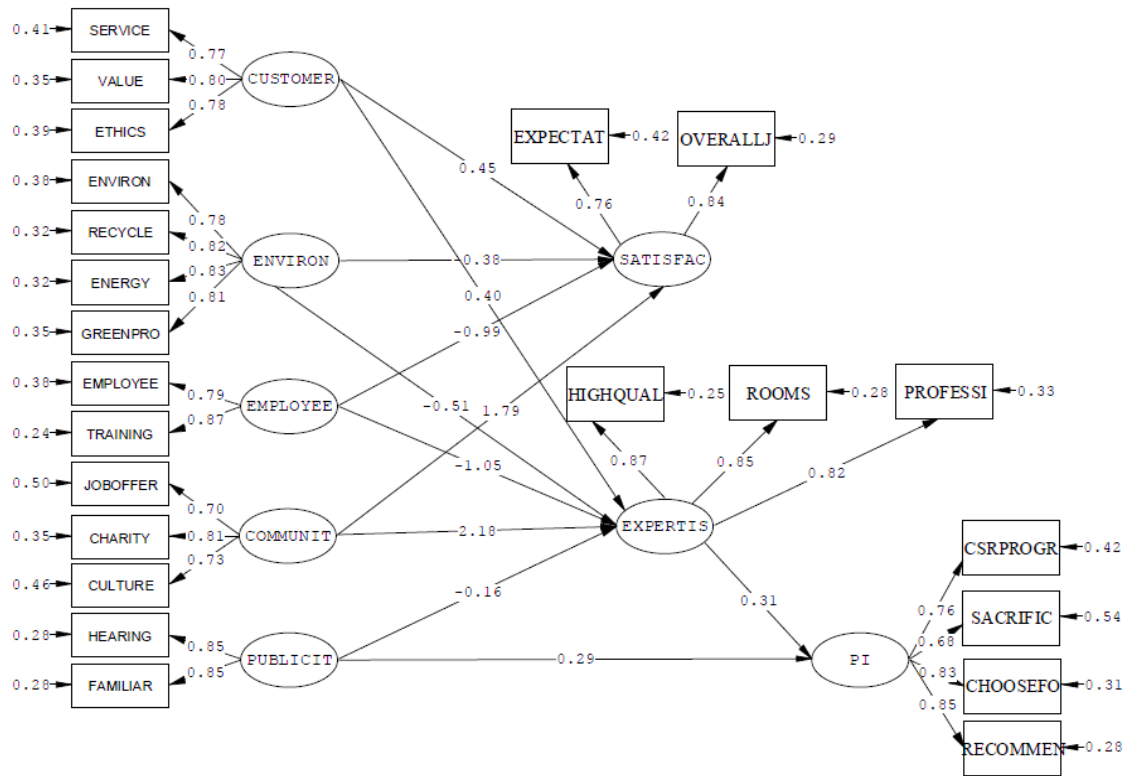 0.41 SERVICE 0.77
0.35 VALUE 0.80 CUSTOMER
0.39 ETHICS 0.78
EXPECTAT 0.42 OVERALLJ 0.29
0.45
0.38 ENVIRON 0.78
0.76 0.84
0.32 RECYCLE 0.82
ENVIRON -0.38 SATISFAC
0.32 ENERGY 0.83
0.81 0.40
0.35 GREENPRO -0.99
0.38 EMPLOYEE 0.79
HIGHQUAL 0.25 ROOMS 0.28 PROFESSI 0.33
EMPLOYEE -0.51 1.79
0.24 TRAINING 0.87
0.87 0.85 0.82
-1.05
0.50 JOBOFFER 0.70
0.35 CHARITY 0.81 COMMUNIT 2.18 EXPERTIS
0.46 CULTURE 0.73
CSRPROGR 0.42
-0.16 0.31 0.76
0.28 HEARING 0.85
SACRIFIC 0.54
0.68
PUBLICIT 0.29 PI
0.28 FAMILIAR 0.85
0.83 CHOOSEFO 0.31
0.85
RECOMMEN 0.28